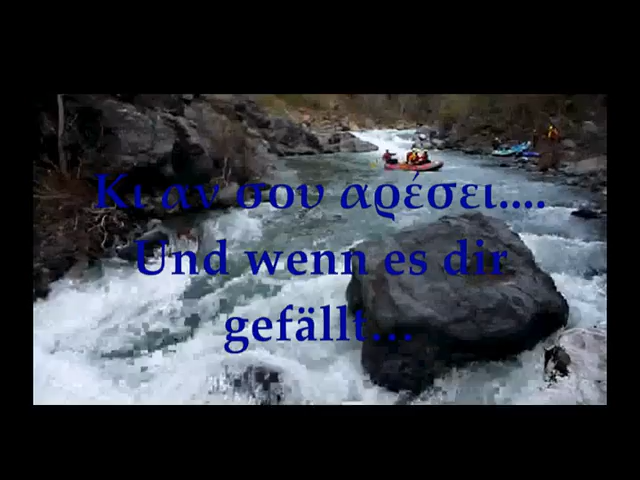 Κι αν σου αρέσει....
Und wenn es dir
gefällt...